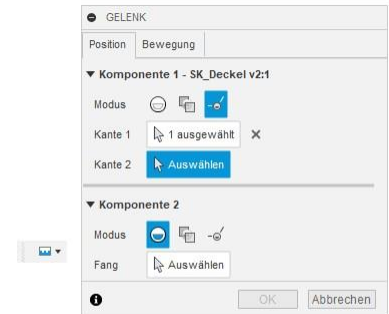 GELENK
Position Bewegung
Komponente 1 - SK_Deckel v2:1
Modus
Kante 1 1 ausgewählt
Kante 2 Auswählen
Komponente 2
Modus
Fang Auswählen
OK Abbrechen